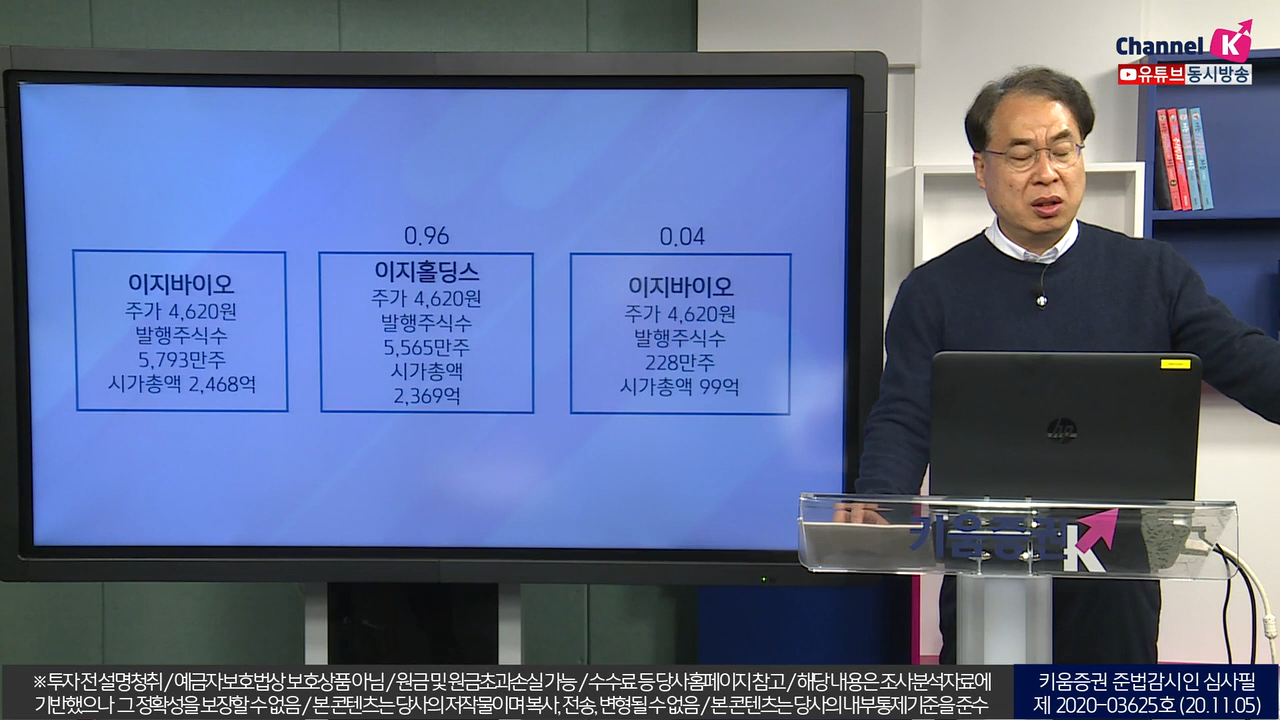 Channel K
유튜브 동시방송
0.96
0.04
이지바이오
주가 4,620원
발행주식수
5,793만주
시가총액 2,468억
이지홀딩스
주가 4,620원
발행주식수
5,565만주
시가총액
2,369억
이지바이오
주가 4,620원
발행주식수
228만주
시가총액 99억
hp
키움증권 K
※ 투자 전 설명청취 / 예금자보호법상 보호상품 아님 / 원금 및 원금초과손실 가능 / 수수료 등 당사홈페이지 참고 / 해당 내용은 조사분석자료에
기반했으나 그 정확성을 보장할 수 없음 / 본 콘텐츠는 당사의 저작물이며 복사, 전송, 변형될 수 없음 / 본 콘텐츠는 당사의 내부통제기준을 준수
키움증권 준법감시인 심사필
제 2020-03625호 (20.11.05)